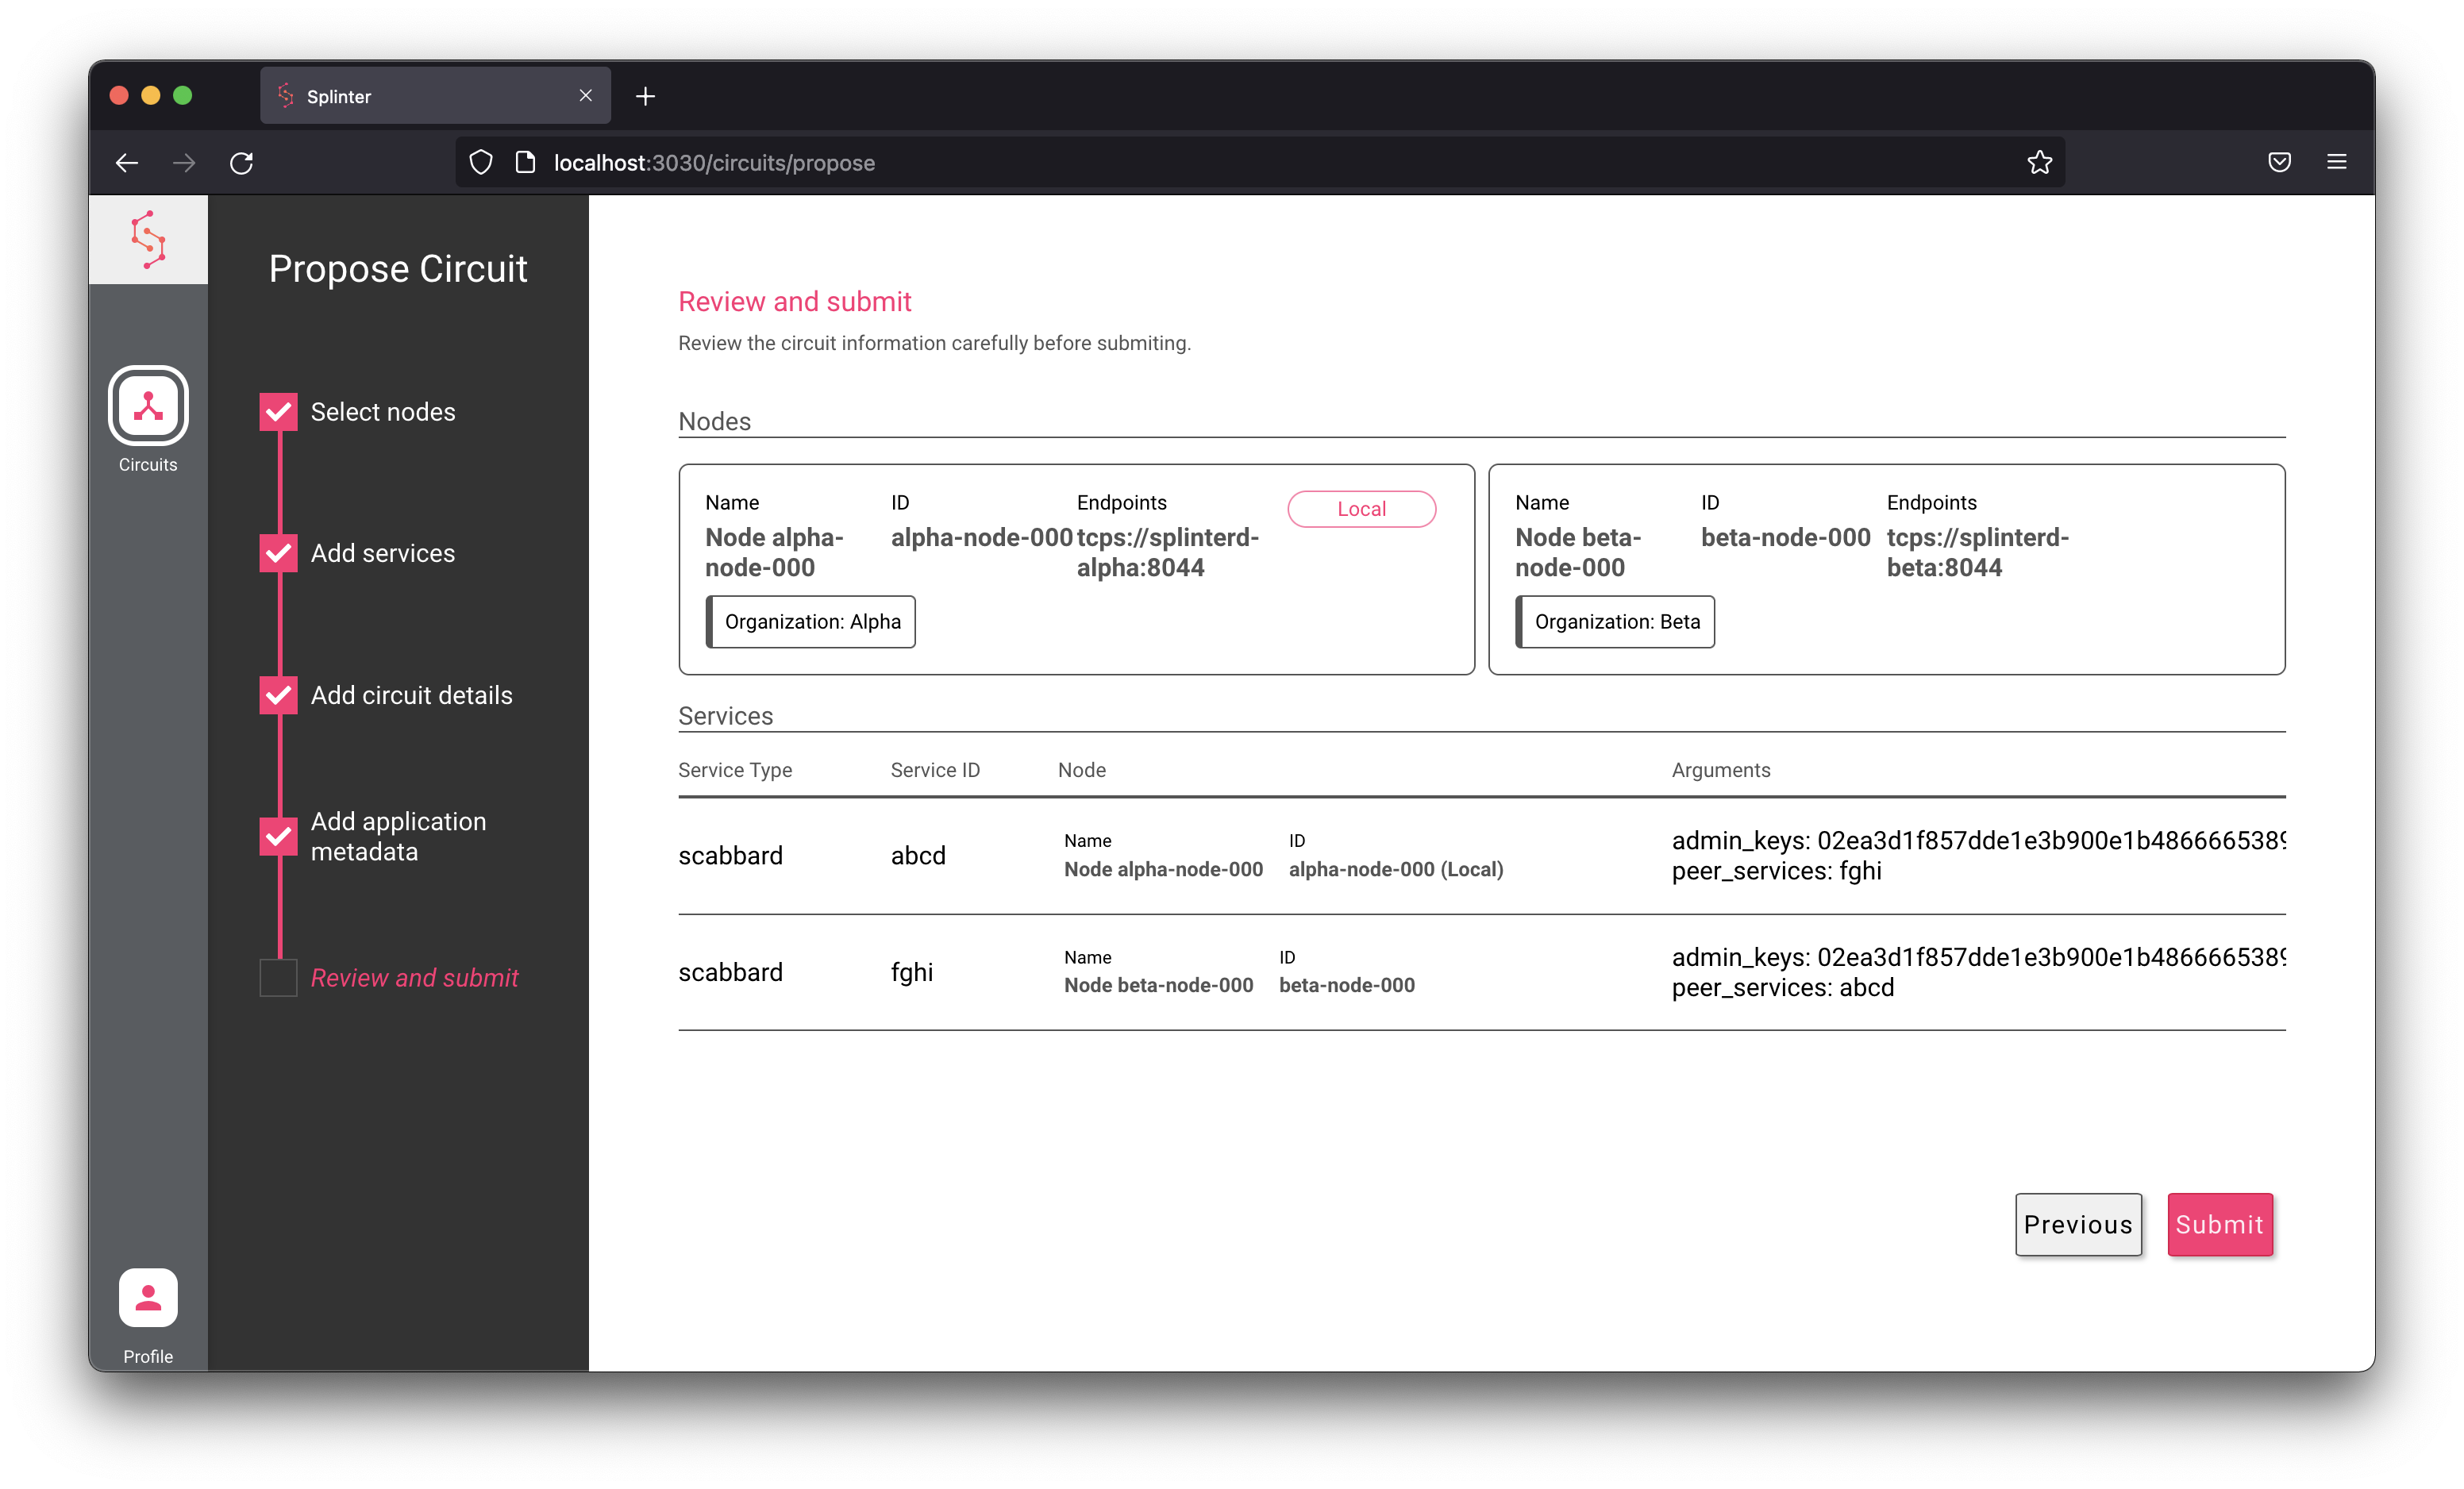 Splinter
localhost:3030/circuits/propose
Propose Circuit
Circuits
Select nodes
Add services
Add circuit details
Add application
metadata
Review and submit
Profile
Review and submit
Review the circuit information carefully before submiting.
Nodes
Name ID Endpoints Local
Node alpha- alpha-node-000 tcps://splinterd-
node-000 alpha:8044
Organization: Alpha
Name ID Endpoints
Node beta- beta-node-000 tcps://splinterd-
node-000 beta:8044
Organization: Beta
Services
Service Type Service ID Node Arguments
scabbard abcd
Name ID
Node alpha-node-000 alpha-node-000 (Local)
admin_keys: 02ea3d1f857dde1e3b900e1b4866665389
peer_services: fghi
scabbard fghi
Name ID
Node beta-node-000 beta-node-000
admin_keys: 02ea3d1f857dde1e3b900e1b4866665389
peer_services: abcd
Previous Submit